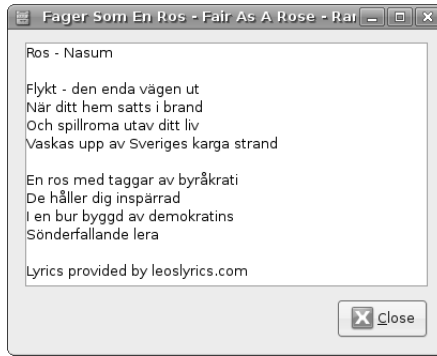 Fager Som En Ros - Fair As A Rose - Rar
Ros - Nasum
Flykt - den enda vägen ut
När ditt hem satts i brand
Och spillroma utav ditt liv
Vaskas upp av Sveriges karga strand
En ros med taggar av byråkrati
De håller dig inspärrad
I en bur byggd av demokratins
Sönderfallande lera
Lyrics provided by leoslyrics.com
Close